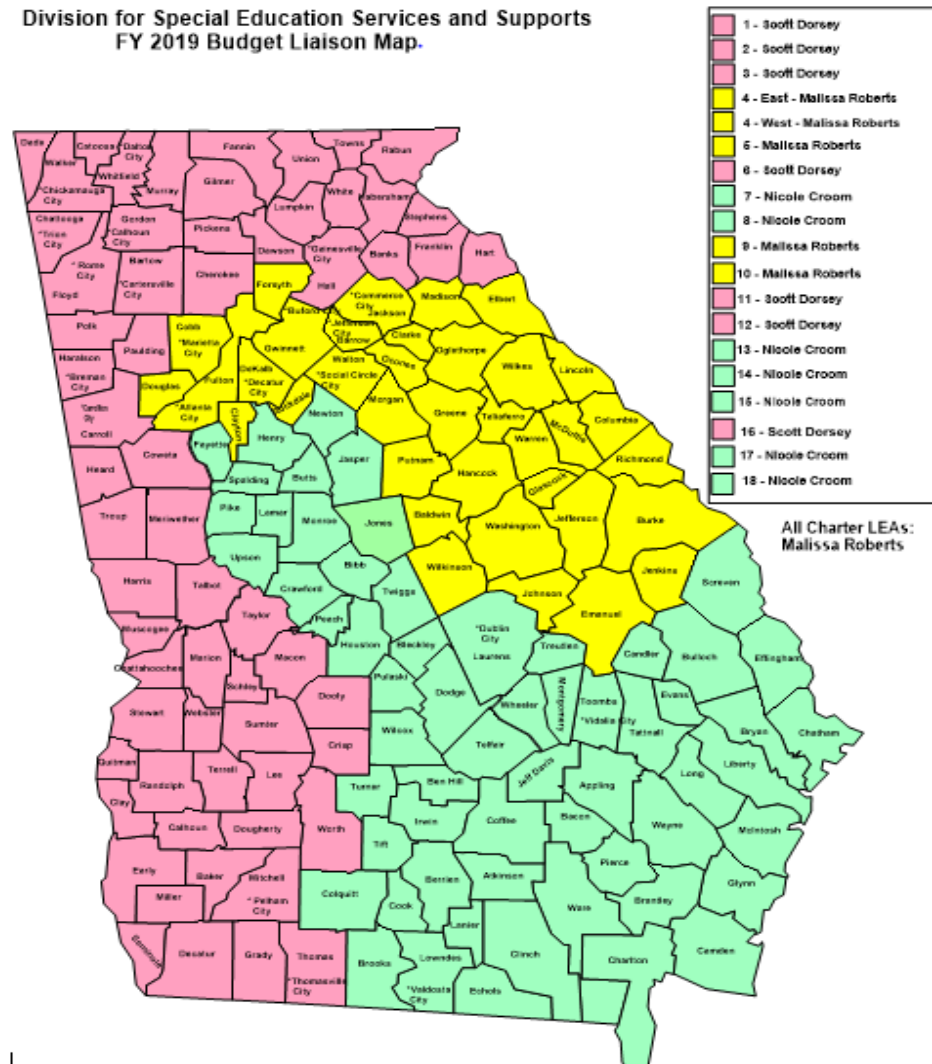 Division for Special Education Services and Supports
FY 2019 Budget Liaison Map.
1 - Scott Dorsey
2 - Scott Dorsey
3 - Scott Dorsey
4 - East - Malissa Roberts
4 - West - Malissa Roberts
5 - Malissa Roberts
6 - Scott Dorsey
7 - Nicole Croom
8 - Nicole Croom
9 - Malissa Roberts
10 - Malissa Roberts
11 - Scott Dorsey
12 - Scott Dorsey
13 - Nicole Croom
14 - Nicole Croom
15 - Nicole Croom
16 - Scott Dorsey
17 - Nicole Croom
18 - Nicole Croom
All Charter LEAs:
Malissa Roberts
Dade
Walker
Catoosa
*Dalton
City
Whitfield
Murray
*Chickamauga
City
Fannin
Gilmer
Union
Towns
Rabun
White
Lumpkin
Habersham
Stephens
Chattooga
*Trion
City
Gordon
*Calhoun
City
Pickens
Dawson
*Gainesville
City
Hall
Banks
Franklin
Hart
*Rome
City
Floyd
Bartow
*Cartersville
City
Cherokee
Forsyth
*Buford City
*Commerce
City
Jackson
*Jefferson
City
Barrow
Madison
Elbert
Polk
Haralson
*Bremen
City
Paulding
Cobb
*Marietta
City
Gwinnett
Clarke
Oconee
Oglethorpe
Wilkes
Lincoln
Walton
*Social Circle
City
Douglas
Fulton
*Atlanta
City
DeKalb
*Decatur
City
Rockdale
Clayton
Newton
Morgan
Greene
Taliaferro
Warren
McDuffie
Columbia
Richmond
Carroll
Coweta
Fayette
Henry
Spalding
Butts
Jasper
Putnam
Hancock
Glascock
Heard
Troup
Meriwether
Pike
Lamar
Monroe
Jones
Baldwin
Washington
Jefferson
Burke
Upson
Bibb
Twiggs
Wilkinson
Johnson
Jenkins
Emanuel
Screven
Harris
Talbot
Taylor
Crawford
Peach
Houston
Bleckley
*Dublin
City
Laurens
Treutlen
Candler
Bulloch
Effingham
Muscogee
Chattahoochee
Marion
Schley
Macon
Dooly
Pulaski
Dodge
Wheeler
Montgomery
Toombs
*Vidalia City
Tattnall
Evans
Bryan
Chatham
Stewart
Webster
Sumter
Crisp
Wilcox
Telfair
Jeff Davis
Appling
Long
Liberty
Quitman
Randolph
Terrell
Lee
Clay
Calhoun
Dougherty
Worth
Turner
Ben Hill
Irwin
Coffee
Bacon
Wayne
McIntosh
Tift
Early
Miller
Baker
Mitchell
*Pelham
City
Colquitt
Cook
Berrien
Atkinson
Pierce
Ware
Brantley
Glynn
Lanier
Clinch
Charlton
Camden
Seminole
Decatur
Grady
Thomas
*Thomasville
City
Brooks
Lowndes
*Valdosta
City
Echols